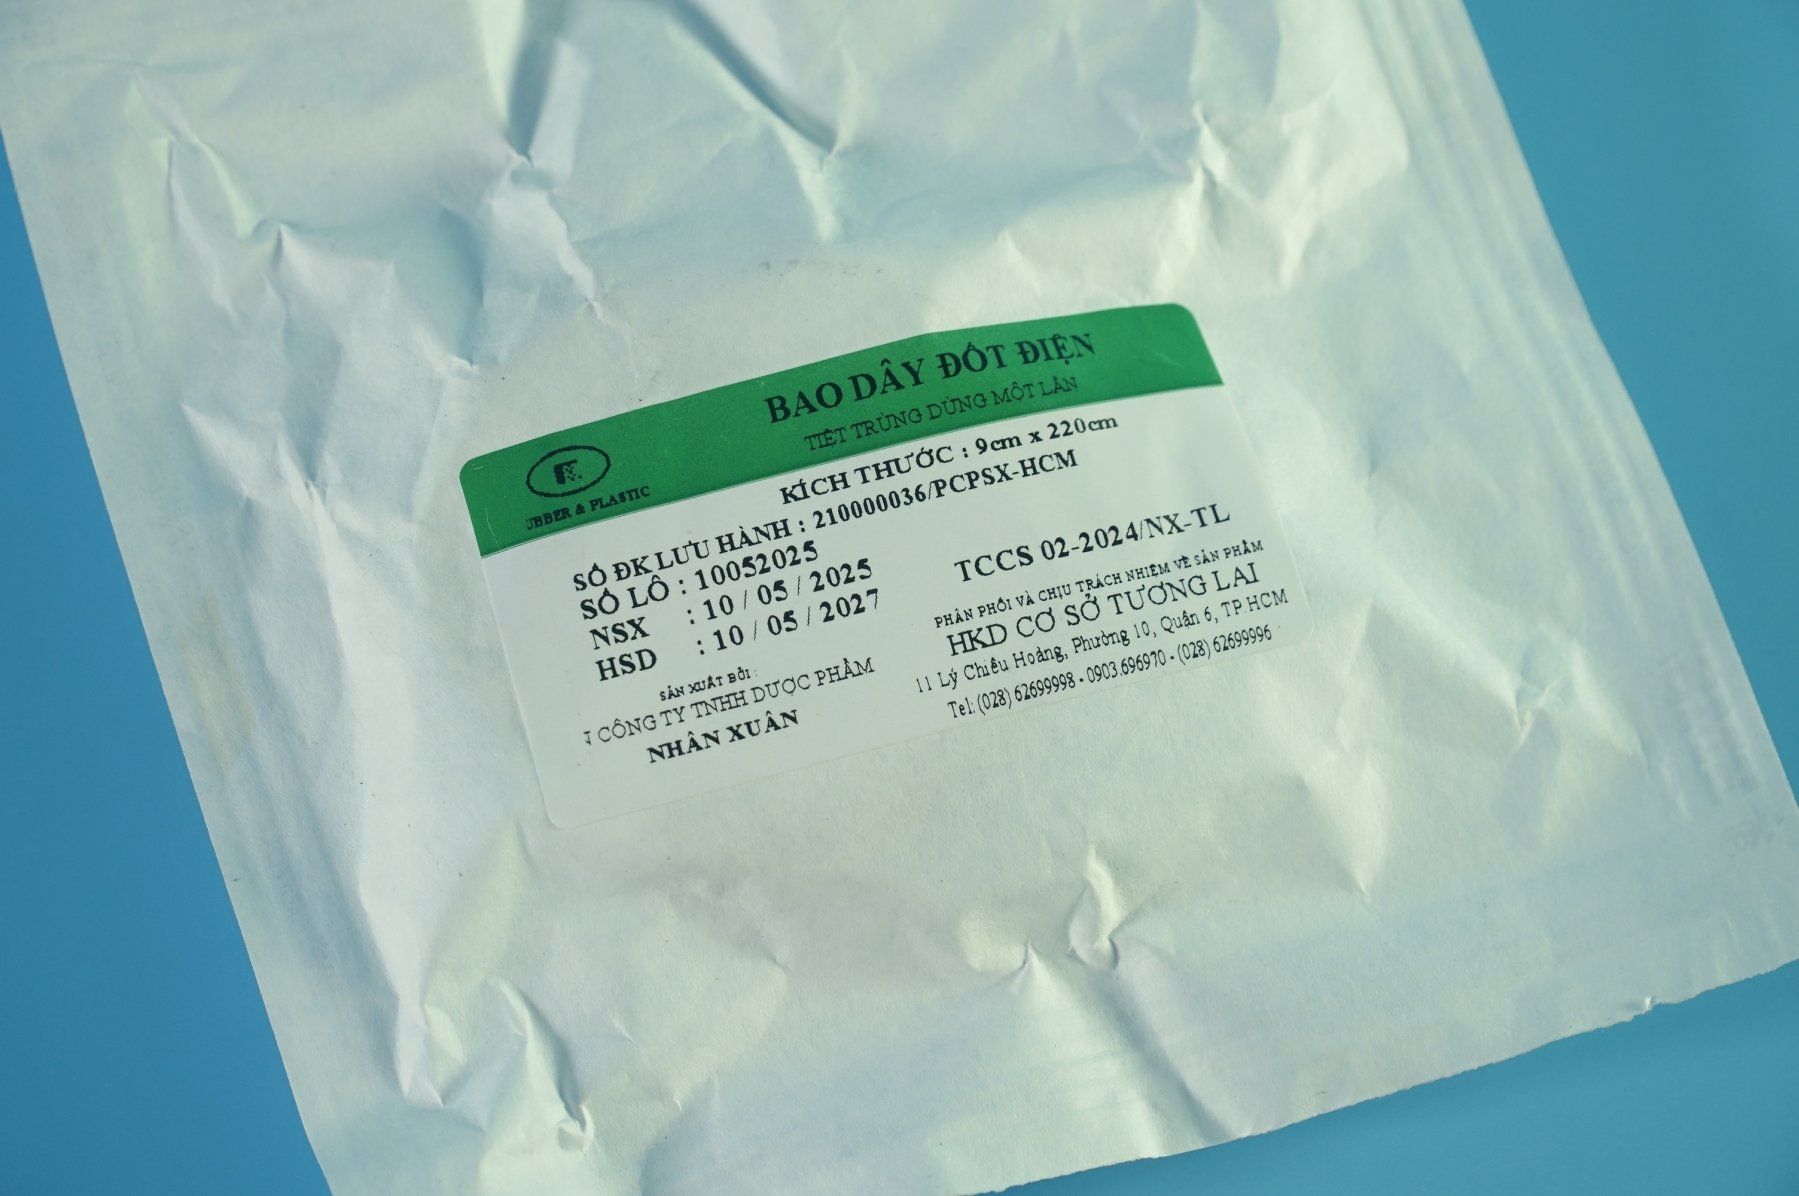 BAO DÂY ĐỐT ĐIỆN
TIỆT TRÙNG DÙNG MỘT LẦN
UBBER & PLASTIC
KÍCH THƯỚC : 9cm x 220cm
SỐ ĐK LƯU HÀNH : 210000036/PCPSX-HCM
SỐ LÔ : 10052025
NSX : 10 / 05 / 2025
HSD : 10 / 05 / 2027
SẢN XUẤT BỞI :
CÔNG TY TNHH DƯỢC PHẨM
NHÂN XUÂN
TCCS 02-2024/NX-TL
PHÂN PHỐI VÀ CHỊU TRÁCH NHIỆM VỀ SẢN PHẨM
HKD CƠ SỞ TƯƠNG LAI
11 Lý Chiêu Hoàng, Phường 10, Quận 6, TP.HCM
Tel: (028) 62699998 - 0903.696970 - (028) 62699996